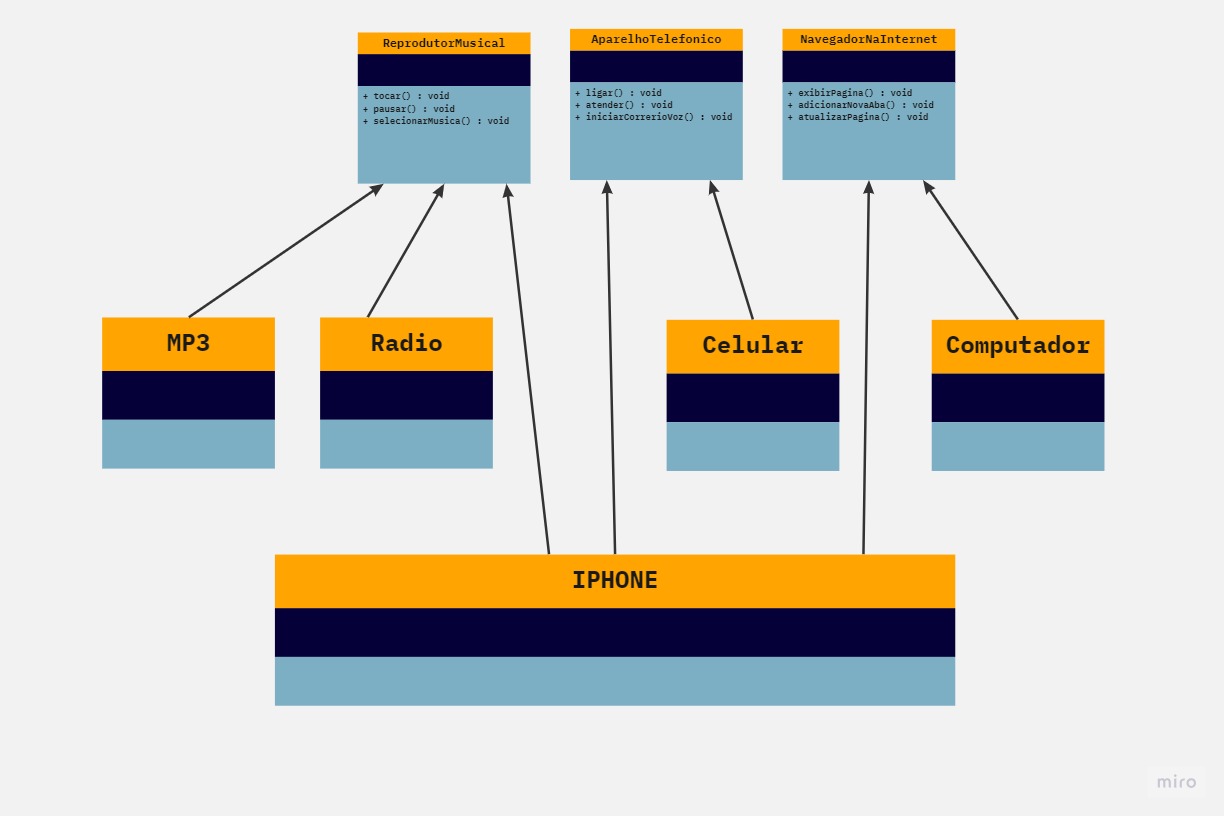 ReprodutorMusical
+ tocar() : void
+ pausar() : void
+ selecionarMusica() : void
AparelhoTelefonico
+ ligar() : void
+ atender() : void
+ iniciarCorrerioVoz() : void
NavegadorNaInternet
+ exibirPagina() : void
+ adicionarNovaAba() : void
+ atualizarPagina() : void
MP3
Radio
Celular
Computador
IPHONE
miro